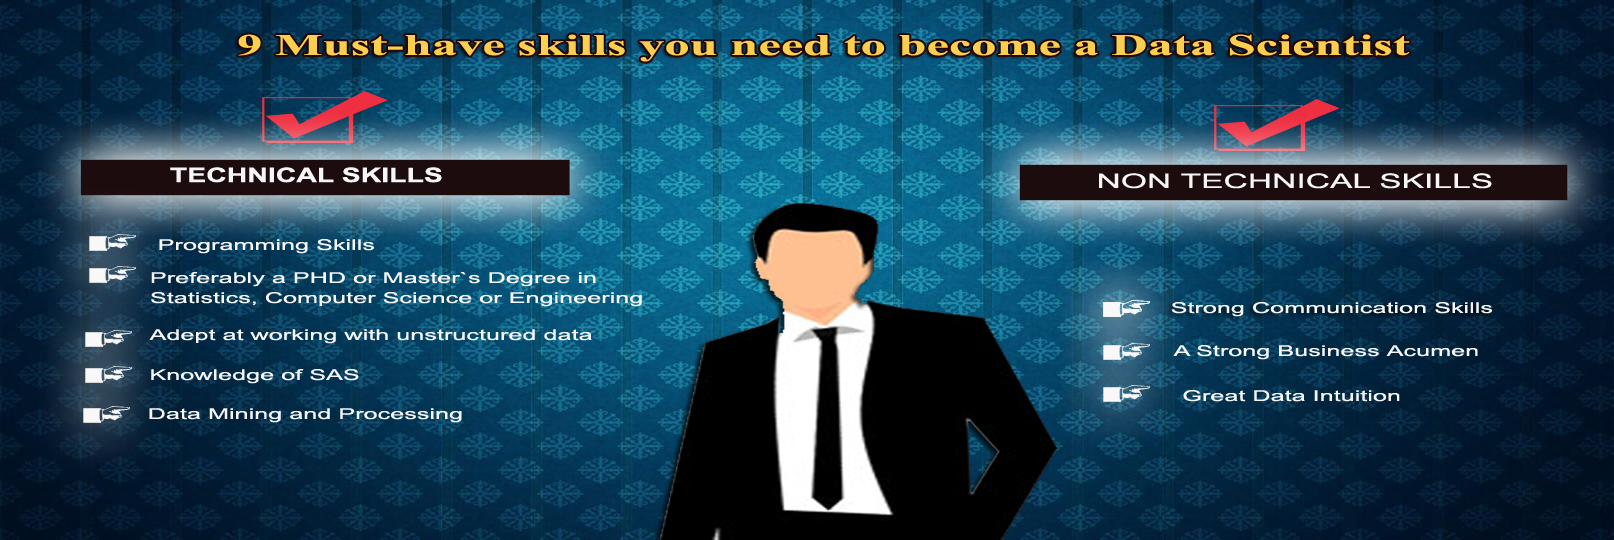 9 Must-have skills you need to become a Data Scientist
TECHNICAL SKILLS
Programming Skills
Preferably a PHD or Master`s Degree in
Statistics, Computer Science or Engineering
Adept at working with unstructured data
Knowledge of SAS
Data Mining and Processing
NON TECHNICAL SKILLS
Strong Communication Skills
A Strong Business Acumen
Great Data Intuition